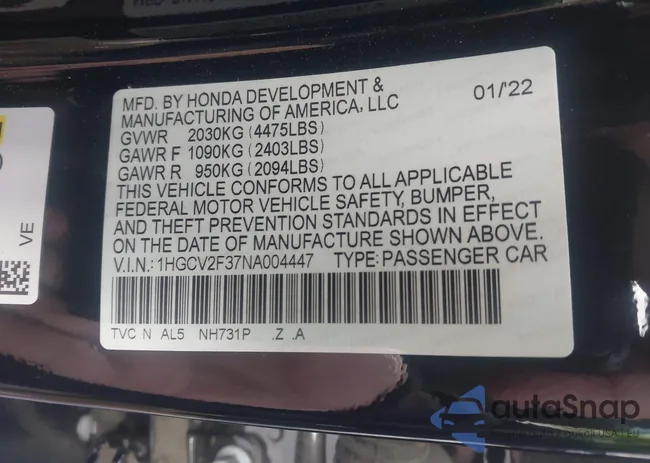 MFD. BY HONDA DEVELOPMENT &
MANUFACTURING OF AMERICA, LLC
01/'22
GVWR 2030KG (4475LBS)
GAWR F 1090KG (2403LBS)
GAWR R 950KG (2094LBS)
THIS VEHICLE CONFORMS TO ALL APPLICABLE
FEDERAL MOTOR VEHICLE SAFETY, BUMPER,
AND THEFT PREVENTION STANDARDS IN EFFECT
ON THE DATE OF MANUFACTURE SHOWN ABOVE.
V.I.N.: 1HGCV2F37NA004447 TYPE: PASSENGER CAR
TVC N AL5 NH731P .Z .A
VE
autaSnap